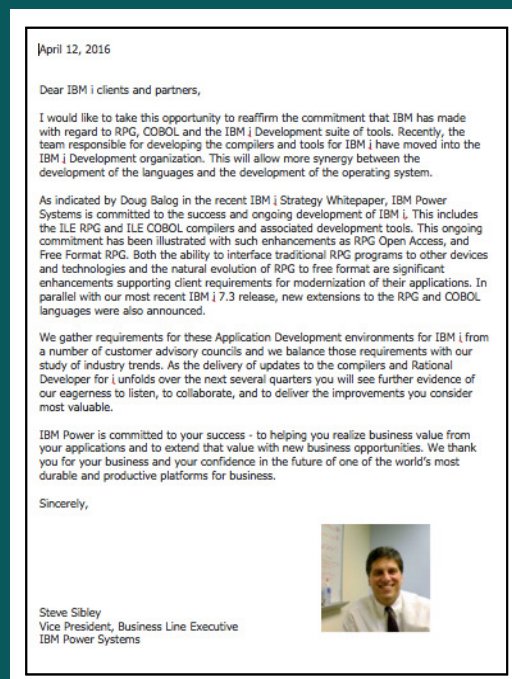 April 12, 2016
Dear IBM i clients and partners,
I would like to take this opportunity to reaffirm the commitment that IBM has made
with regard to RPG, COBOL and the IBM i Development suite of tools. Recently, the
team responsible for developing the compilers and tools for IBM i have moved into the
IBM i Development organization. This will allow more synergy between the
development of the languages and the development of the operating system.
As indicated by Doug Balog in the recent IBM i Strategy Whitepaper, IBM Power
Systems is committed to the success and ongoing development of IBM i. This includes
the ILE RPG and ILE COBOL compilers and associated development tools. This ongoing
commitment has been illustrated with such enhancements as RPG Open Access, and
Free Format RPG. Both the ability to interface traditional RPG programs to other devices
and technologies and the natural evolution of RPG to free format are significant
enhancements supporting client requirements for modernization of their applications. In
parallel with our most recent IBM i 7.3 release, new extensions to the RPG and COBOL
languages were also announced.
We gather requirements for these Application Development environments for IBM i from
a number of customer advisory councils and we balance those requirements with our
study of industry trends. As the delivery of updates to the compilers and Rational
Developer for i unfolds over the next several quarters you will see further evidence of
our eagerness to listen, to collaborate, and to deliver the improvements you consider
most valuable.
IBM Power is committed to your success - to helping you realize business value from
your applications and to extend that value with new business opportunities. We thank
you for your business and your confidence in the future of one of the world's most
durable and productive platforms for business.
Sincerely,
Steve Sibley
Vice President, Business Line Executive
IBM Power Systems